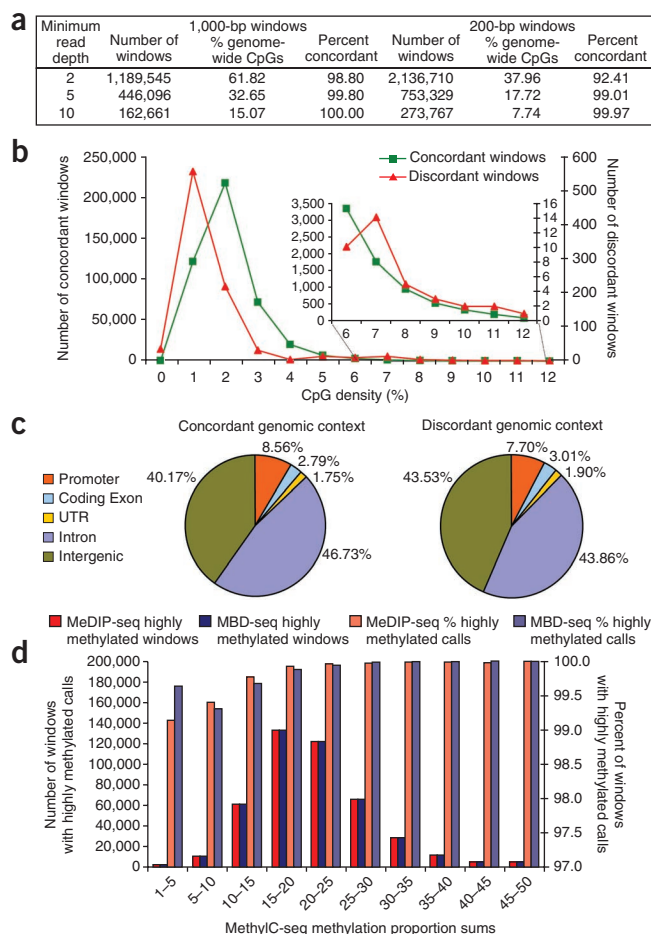 a
Minimum read depth
1,000-bp windows
200-bp windows
Number of windows
% genome-wide CpGs
Percent concordant
Number of windows
% genome-wide CpGs
Percent concordant
2 1,189,545 61.82 98.80 2,136,710 37.96 92.41
5 446,096 32.65 99.80 753,329 17.72 99.01
10 162,661 15.07 100.00 273,767 7.74 99.97
b
Number of concordant windows
250,000
200,000
150,000
100,000
50,000
0
Concordant windows
Discordant windows
3,500
3,000
2,500
2,000
1,500
1,000
500
0
16
14
12
10
8
6
4
2
0
6 7 8 9 10 11 12
600
500
400
300
200
100
0
Number of discordant windows
0 1 2 3 4 5 6 7 8 9 10 11 12
CpG density (%)
c
Concordant genomic context
Discordant genomic context
Promoter
Coding Exon
UTR
Intron
Intergenic
8.56%
2.79%
1.75%
46.73%
40.17%
7.70%
3.01%
1.90%
43.86%
43.53%
MeDIP-seq highly methylated windows
MBD-seq highly methylated windows
MeDIP-seq % highly methylated calls
MBD-seq % highly methylated calls
d
Number of windows with highly methylated calls
200,000
180,000
160,000
140,000
120,000
100,000
80,000
60,000
40,000
20,000
0
100.0
99.5
99.0
98.0
98.0
97.5
97.0
Percent of windows with highly methylated calls
1–5
5–10
10–15
15–20
20–25
25–30
30–35
35–40
40–45
45–50
MethylC-seq methylation proportion sums